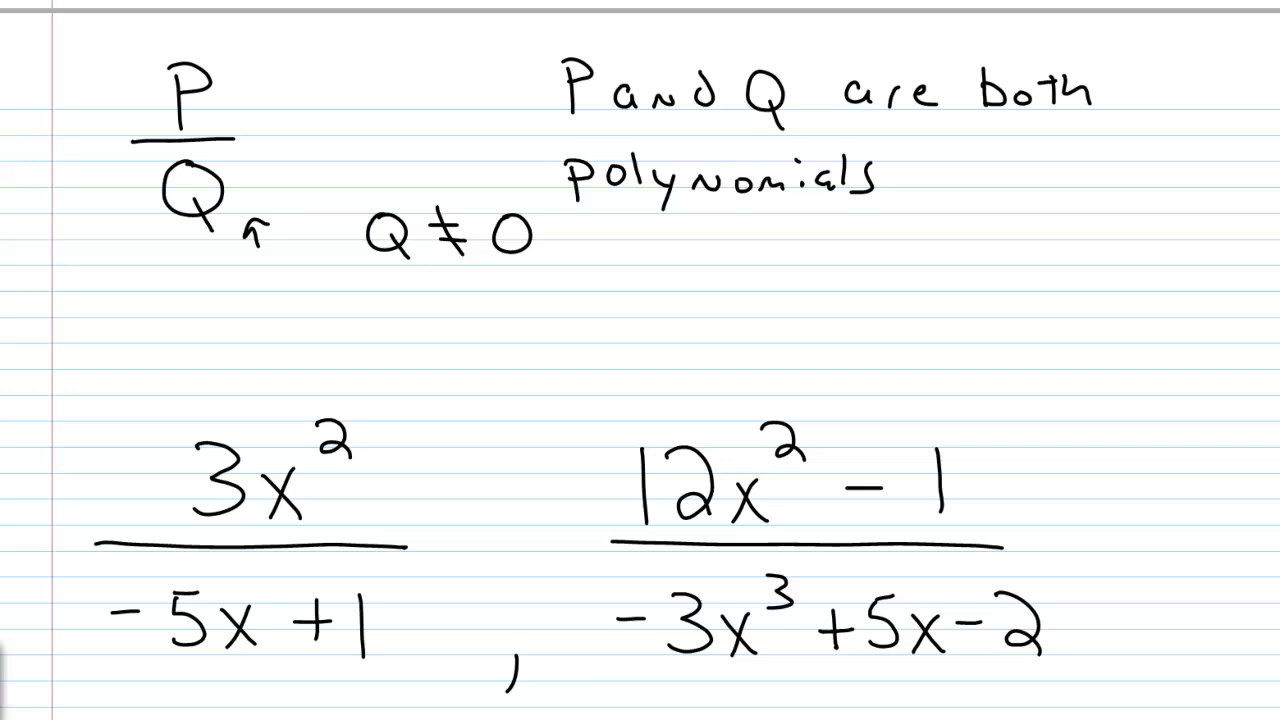 P
P and Q are both
Q
polynomials
Q ≠ 0
3x² 12x² - 1
-5x + 1 , -3x³ + 5x - 2